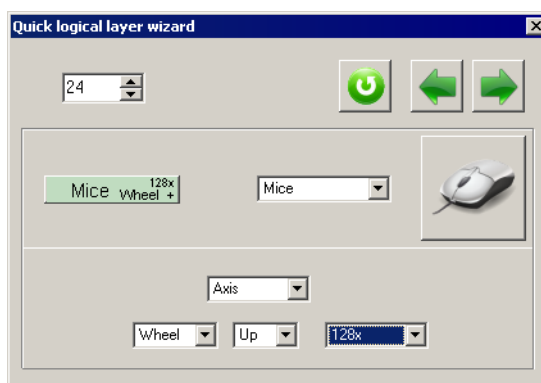 Quick logical layer wizard
24
Mice 128x Wheel +
Mice
Axis
Wheel Up 128x